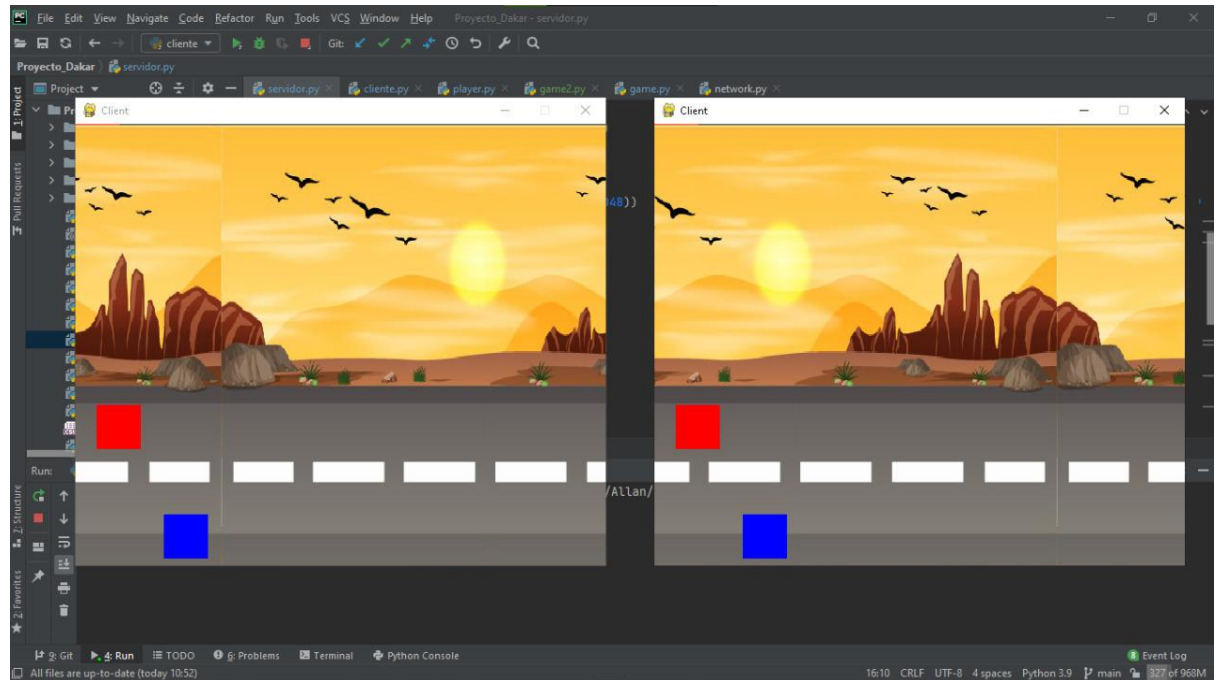 PC File Edit View Navigate Code Refactor Run Tools VCS Window Help Proyecto_Dakar - servidor.py
cliente Git:
Proyecto_Dakar servidor.py
Project servidor.py cliente.py player.py game2.py game.py network.py
Pr Client Client
1: Project
Pull Requests
048))
Run:
/Allan/
Z: Structure
2: Favorites
9: Git 4: Run TODO 6: Problems Terminal Python Console 8 Event Log
All files are up-to-date (today 10:52) 16:10 CRLF UTF-8 4 spaces Python 3.9 main 327 of 968M